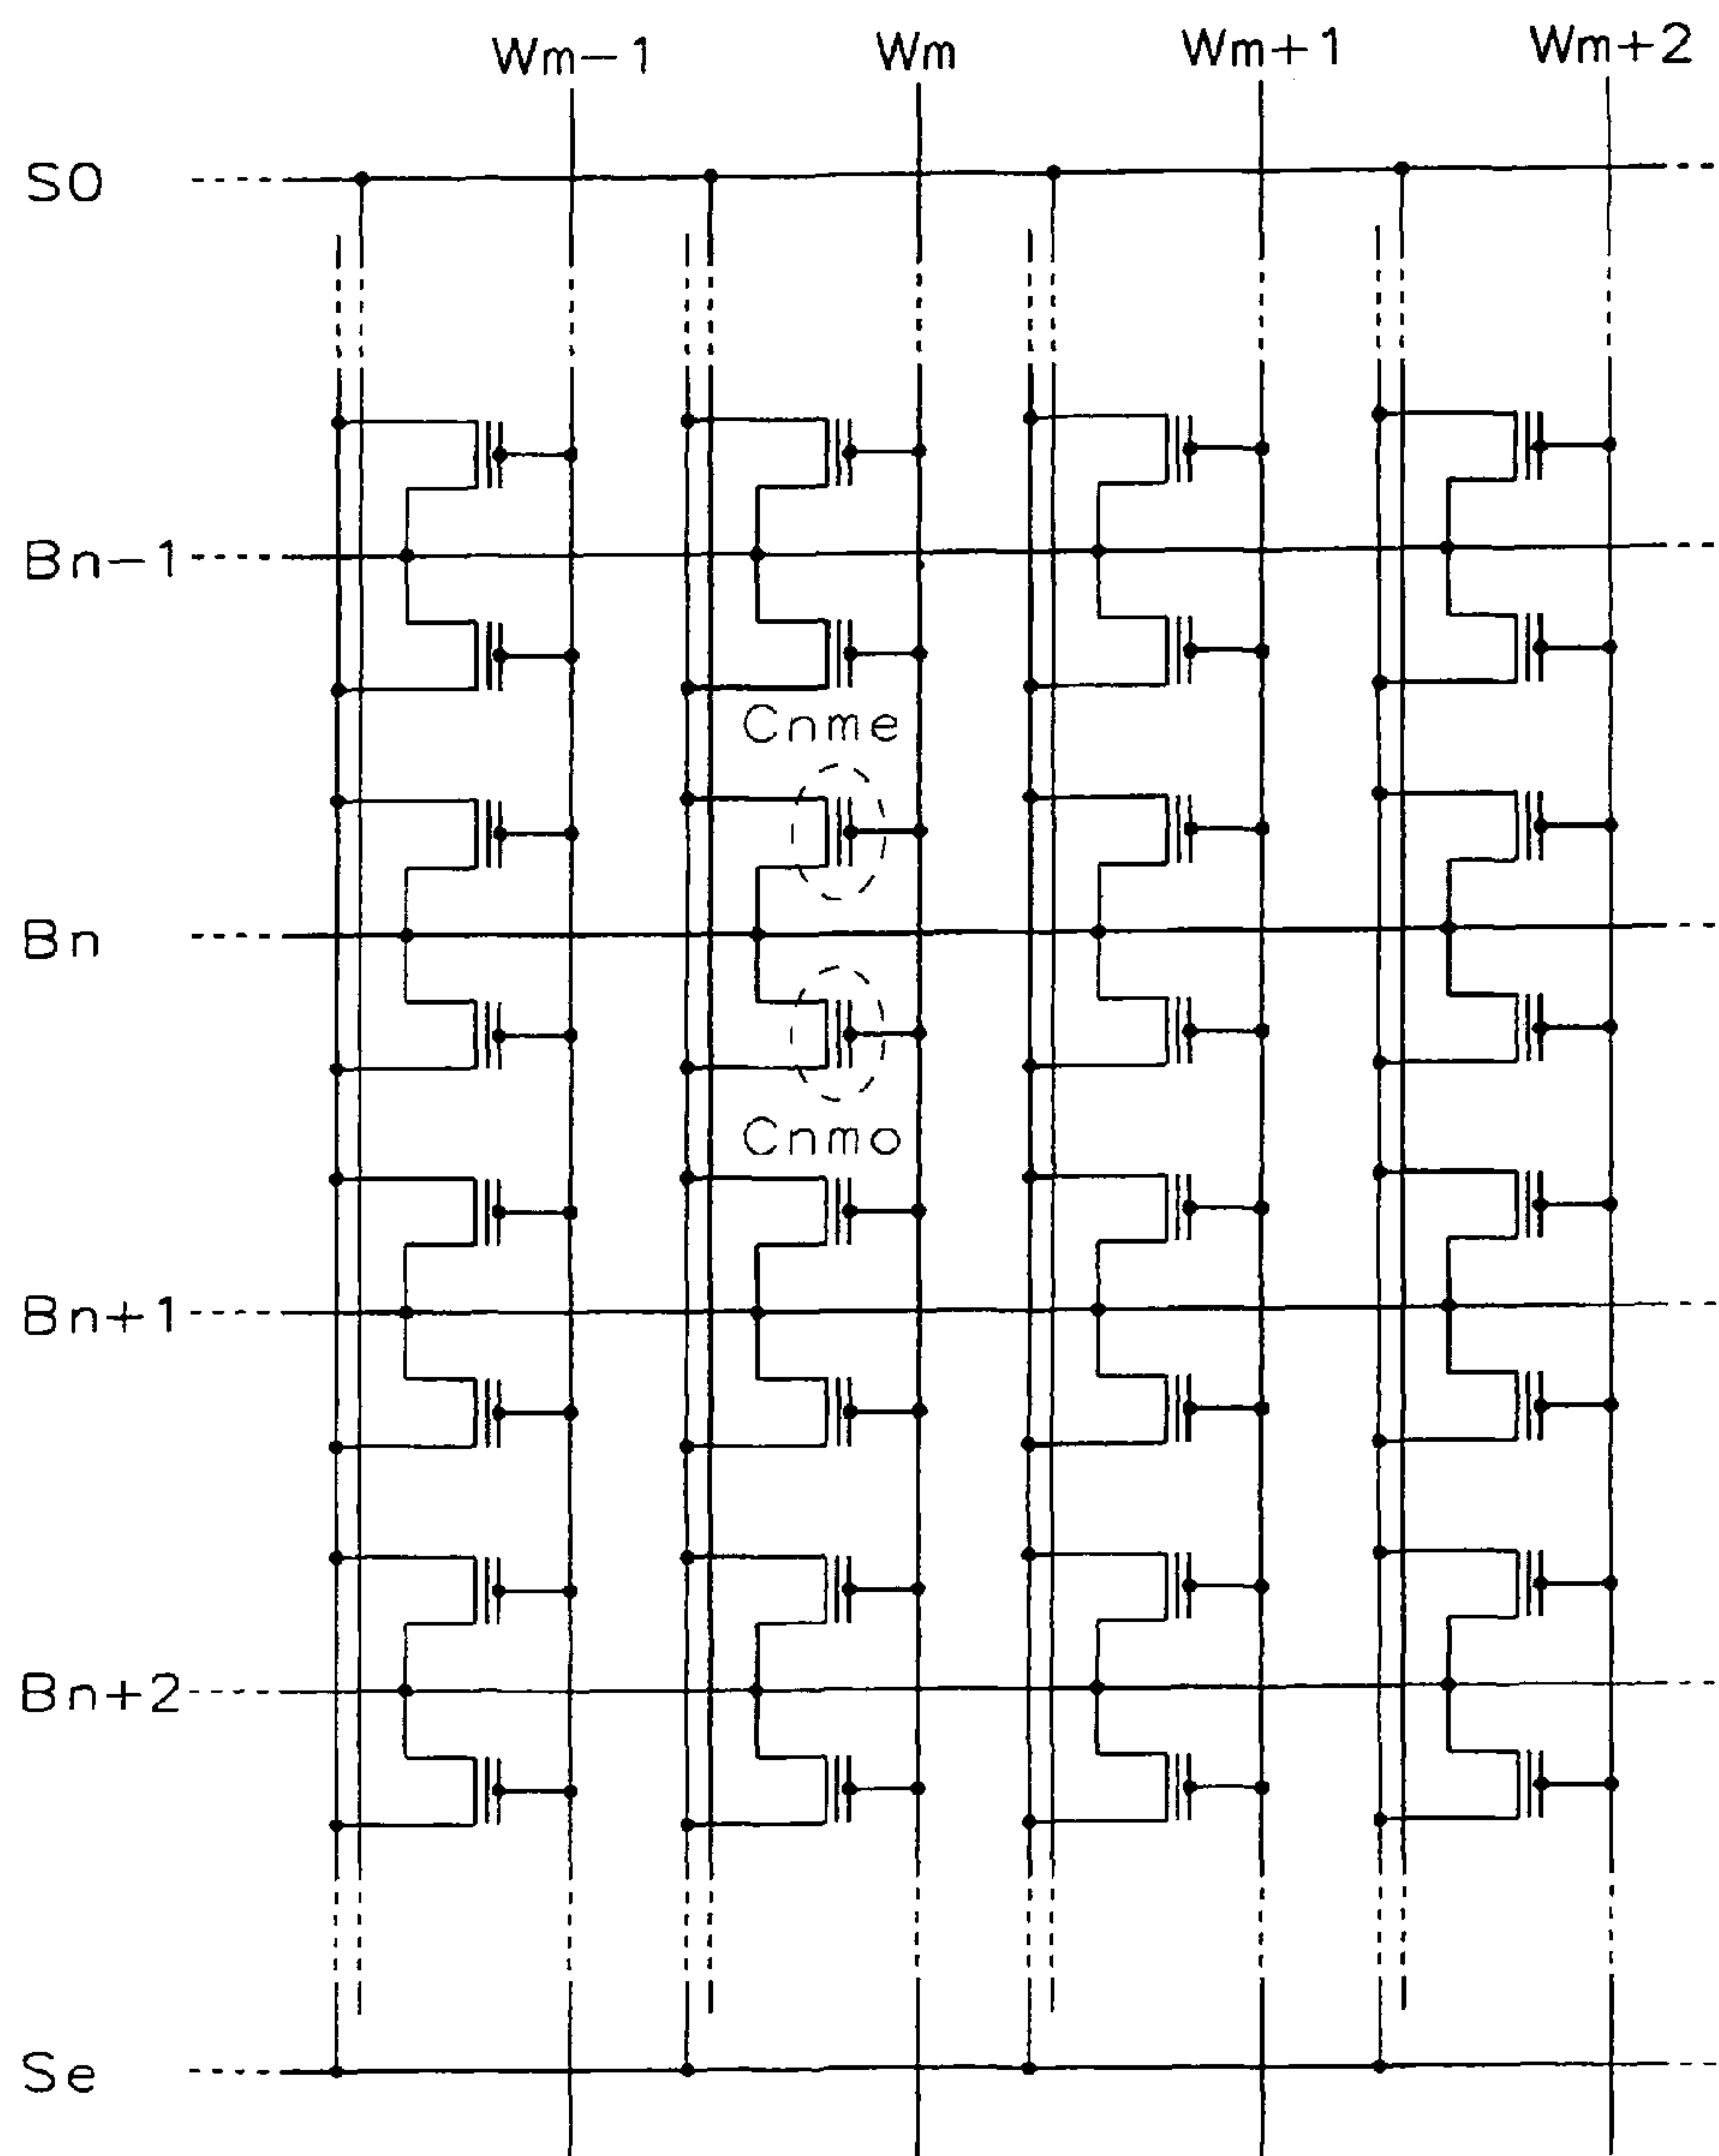 Wm-1 Wm Wm+1 Wm+2
SO
Bn-1
Cnme
Bn
Cnmo
Bn+1
Bn+2
Se